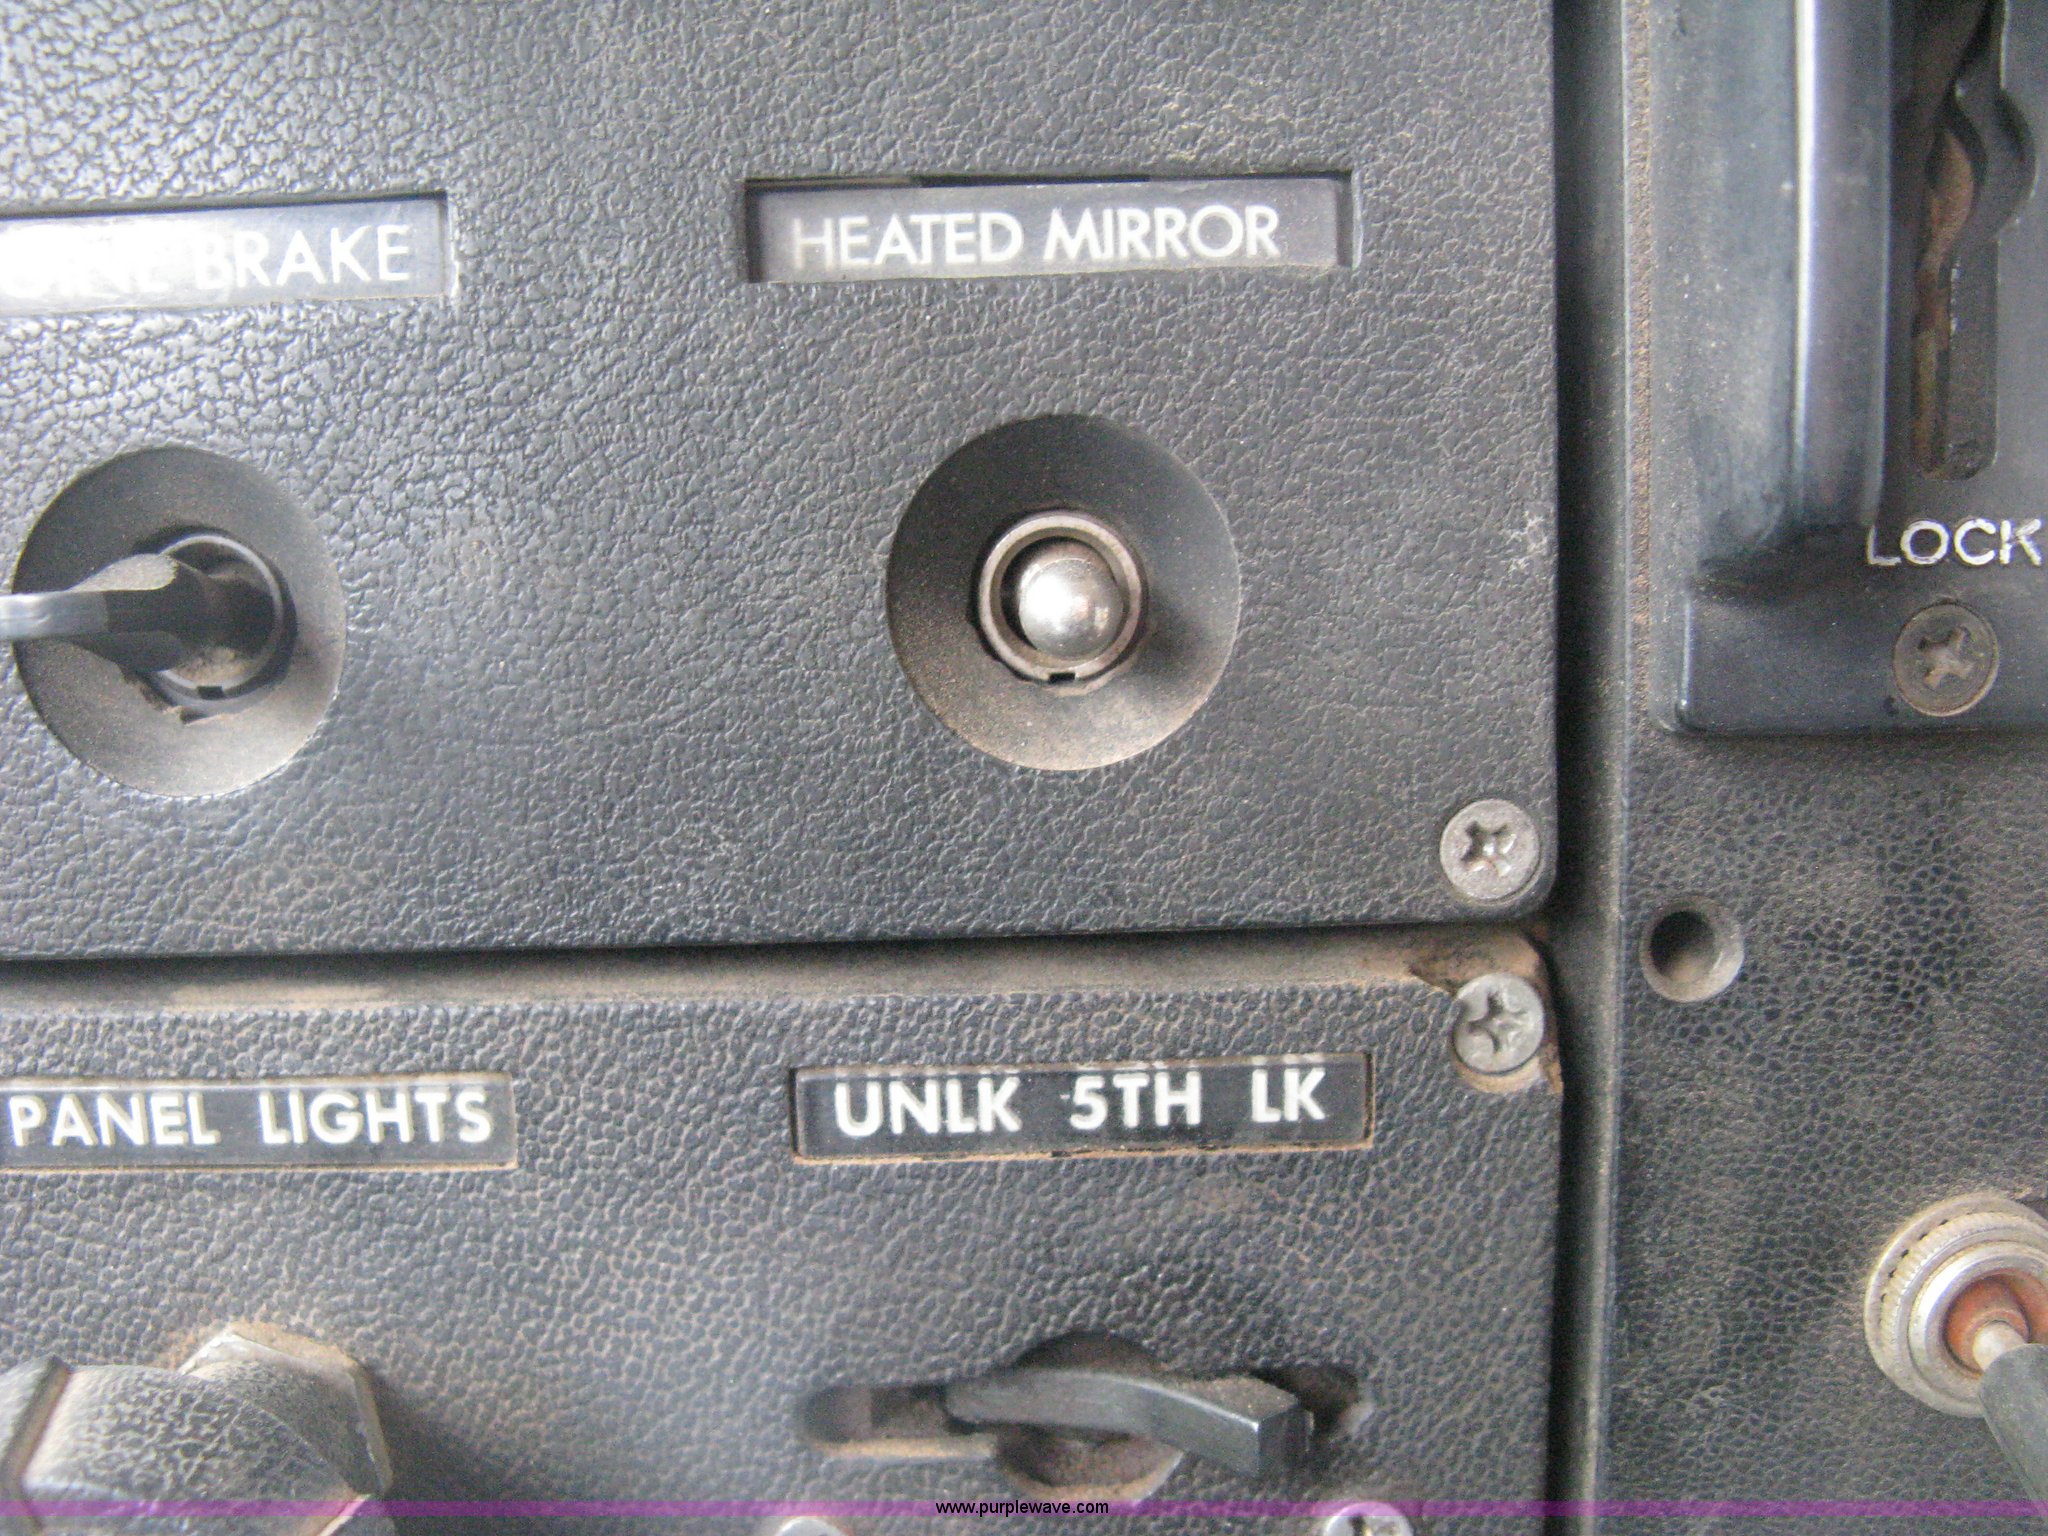 BRAKE
HEATED MIRROR
LOCK
PANEL LIGHTS
UNLK 5TH LK
www.purplewave.com